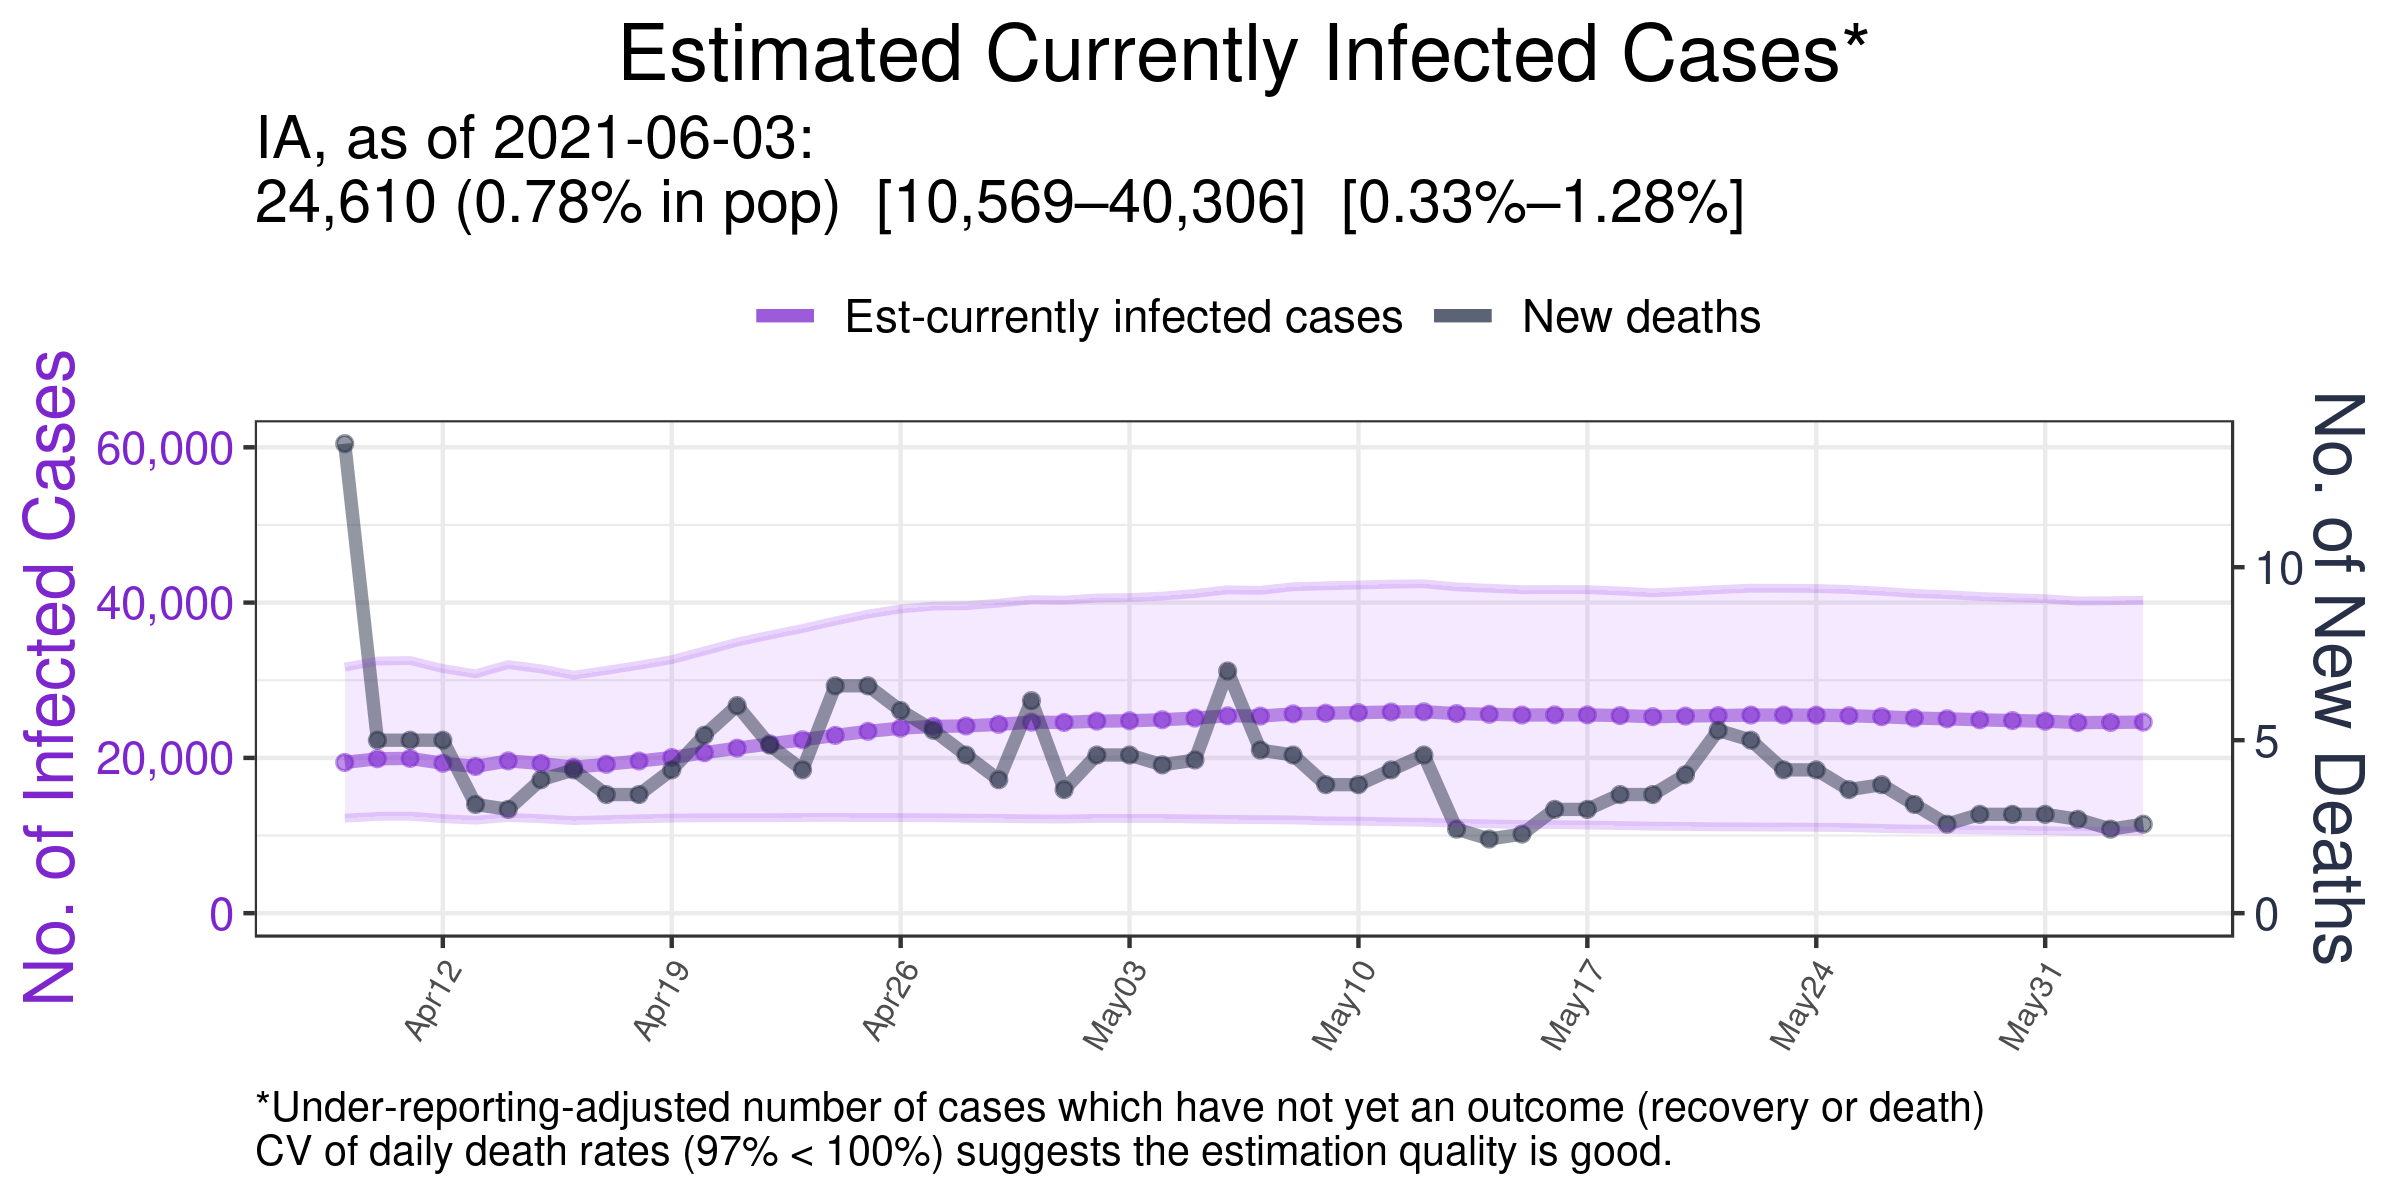 Estimated Currently Infected Cases*
IA, as of 2021-06-03:
24,610 (0.78% in pop)  [10,569–40,306]  [0.33%–1.28%]
Est-currently infected cases
New deaths
No. of Infected Cases
60,000
40,000
20,000
0
10
5
0
No. of New Deaths
Apr12
Apr19
Apr26
May03
May10
May17
May24
May31
*Under-reporting-adjusted number of cases which have not yet an outcome (recovery or death)
CV of daily death rates (97% < 100%) suggests the estimation quality is good.